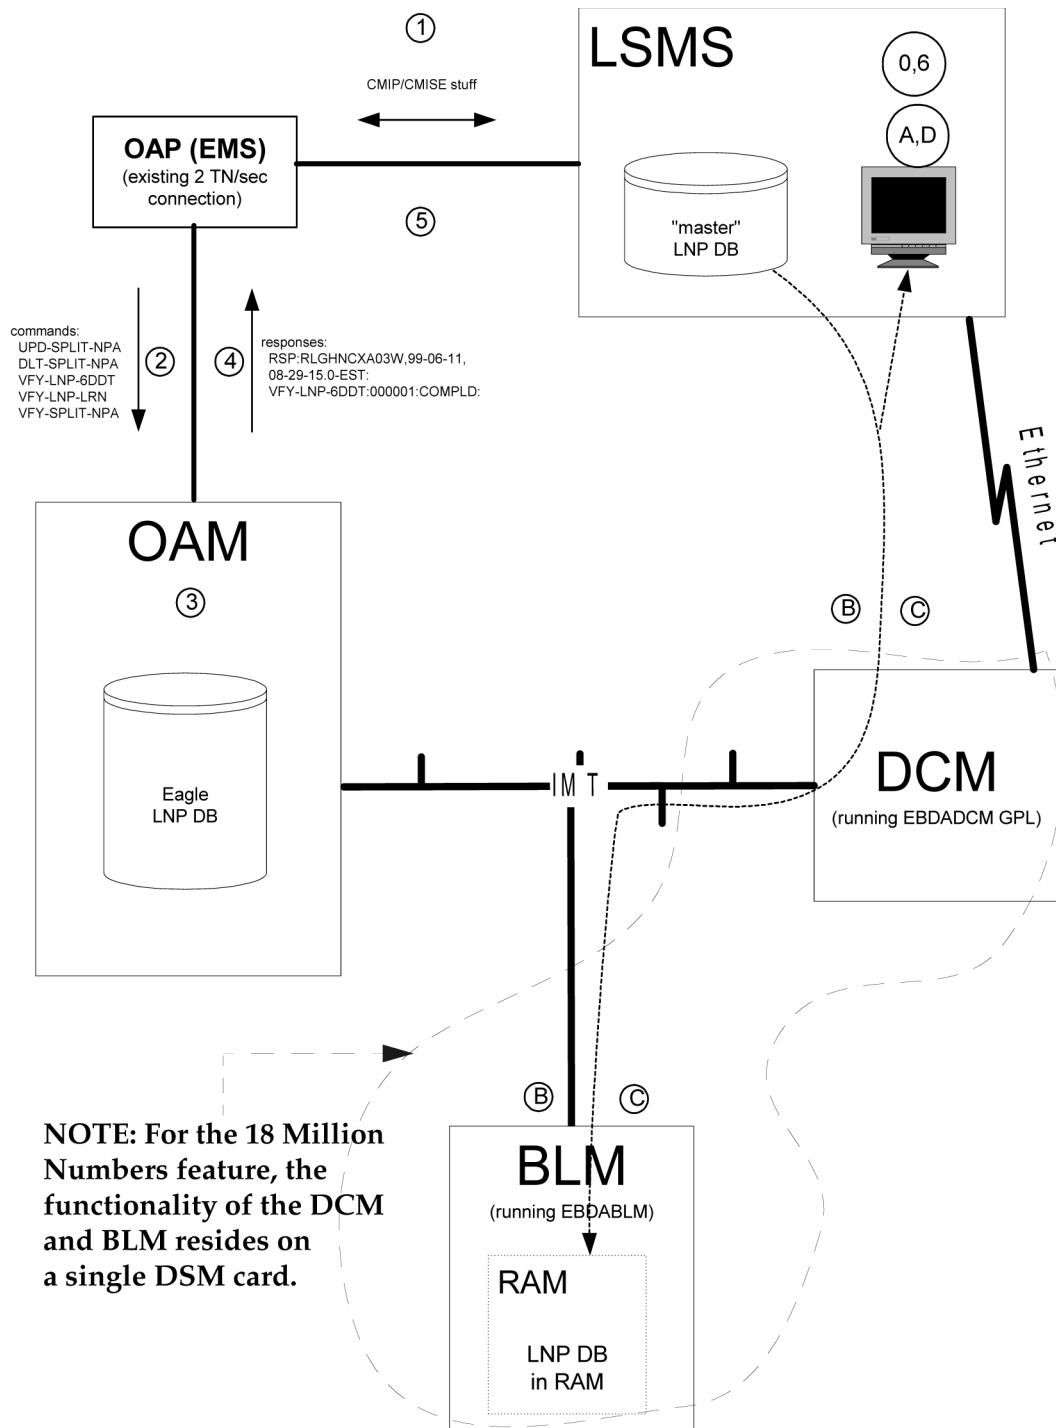 1
CMIP/CMISE stuff
LSMS
0,6
A,D
OAP (EMS)
(existing 2 TN/sec
connection)
5
"master"
LNP DB
commands:
UPD-SPLIT-NPA
DLT-SPLIT-NPA
VFY-LNP-6DDT
VFY-LNP-LRN
VFY-SPLIT-NPA
2
4
responses:
RSP:RLGHNCXA03W,99-06-11,
08-29-15.0-EST:
VFY-LNP-6DDT:000001:COMPLD:
Ethernet
OAM
3
Eagle
LNP DB
B
C
IMT
DCM
(running EBDADCM GPL)
B
C
NOTE: For the 18 Million
Numbers feature, the
functionality of the DCM
and BLM resides on
a single DSM card.
BLM
(running EBDABLM)
RAM
LNP DB
in RAM